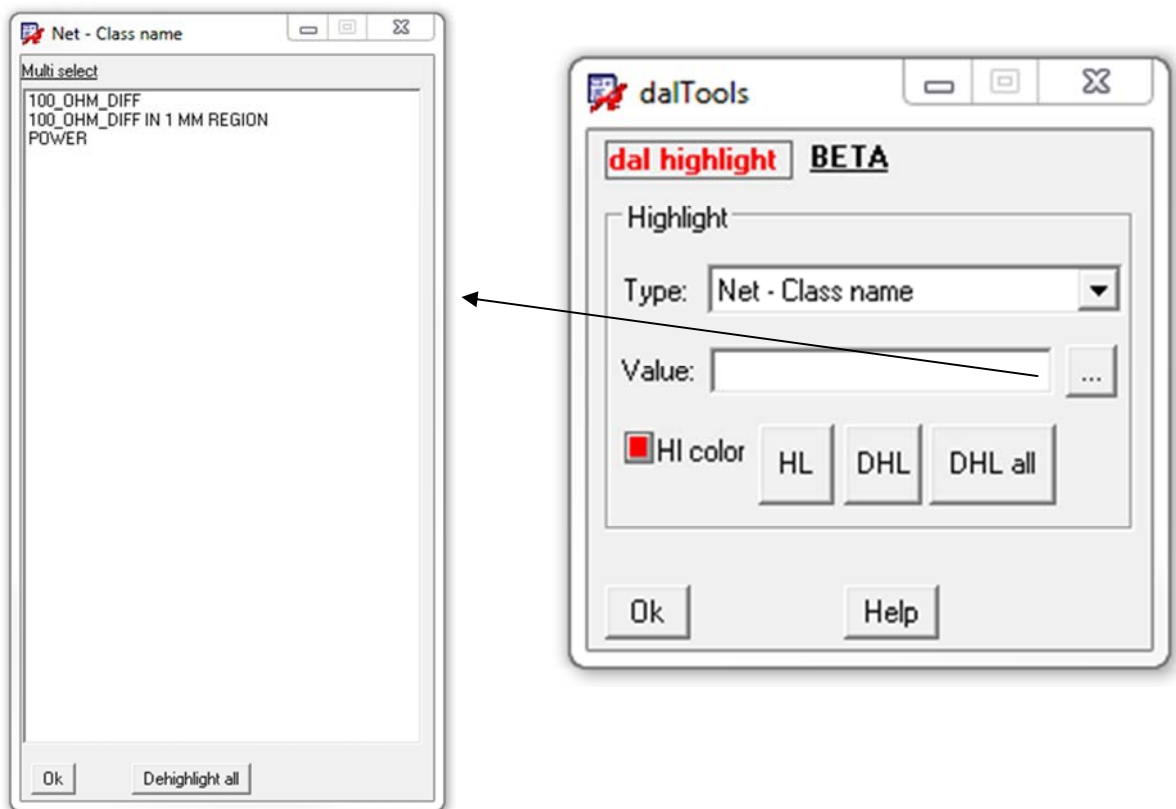 Net - Class name
Multi select
100_OHM_DIFF
100_OHM_DIFF IN 1 MM REGION
POWER
Ok Dehighlight all
dalTools
dal highlight BETA
Highlight
Type: Net - Class name
Value: ...
HI color HL DHL DHL all
Ok Help